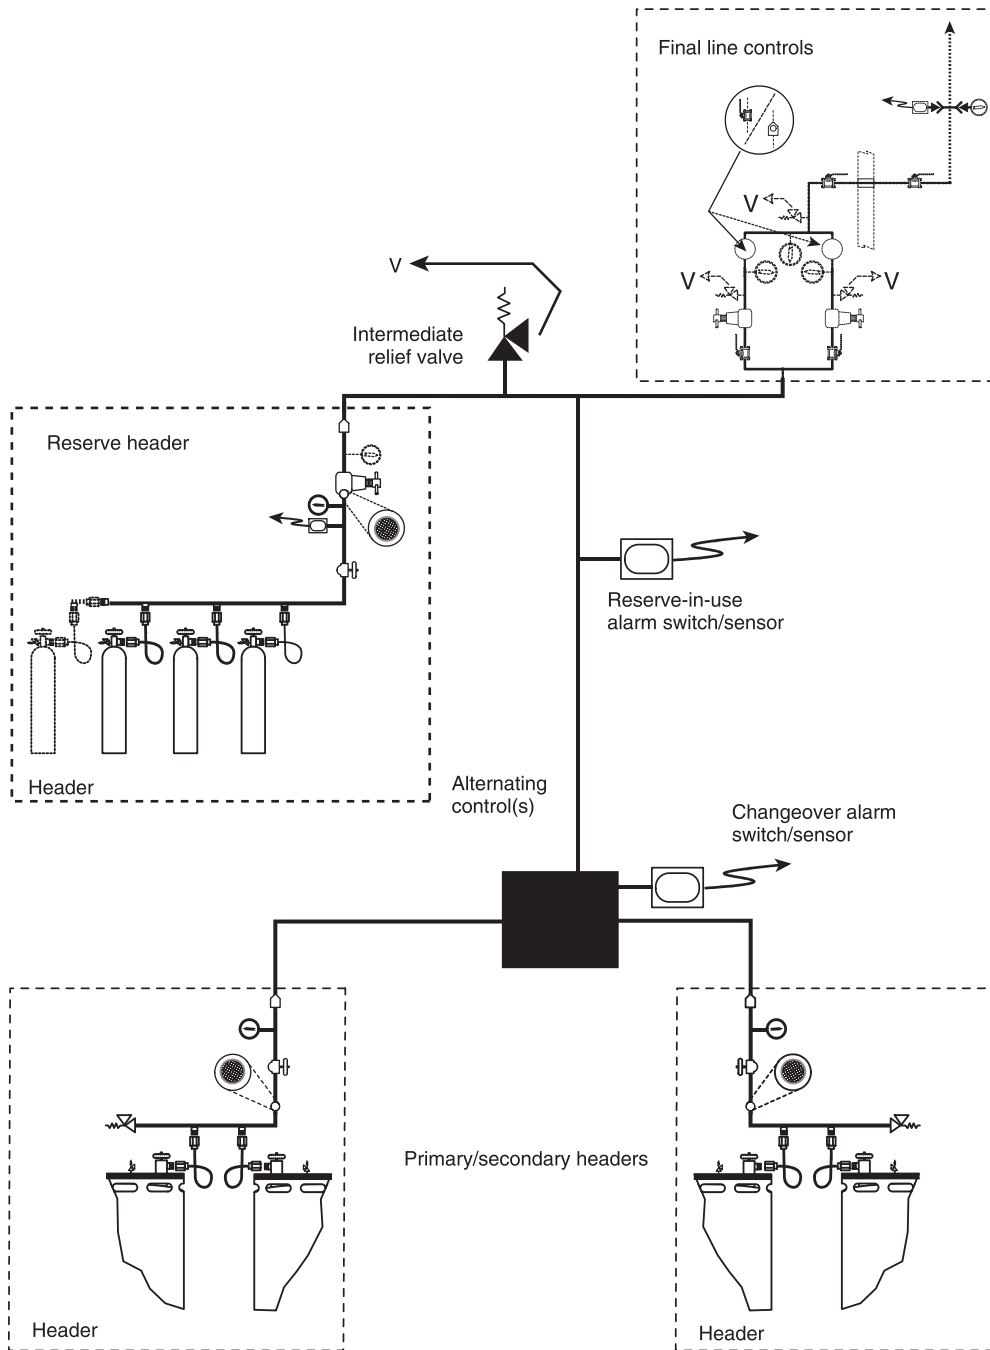 Final line controls
V
V
V
V
Intermediate
relief valve
Reserve header
Reserve-in-use
alarm switch/sensor
Header
Alternating
control(s)
Changeover alarm
switch/sensor
Primary/secondary headers
Header
Header